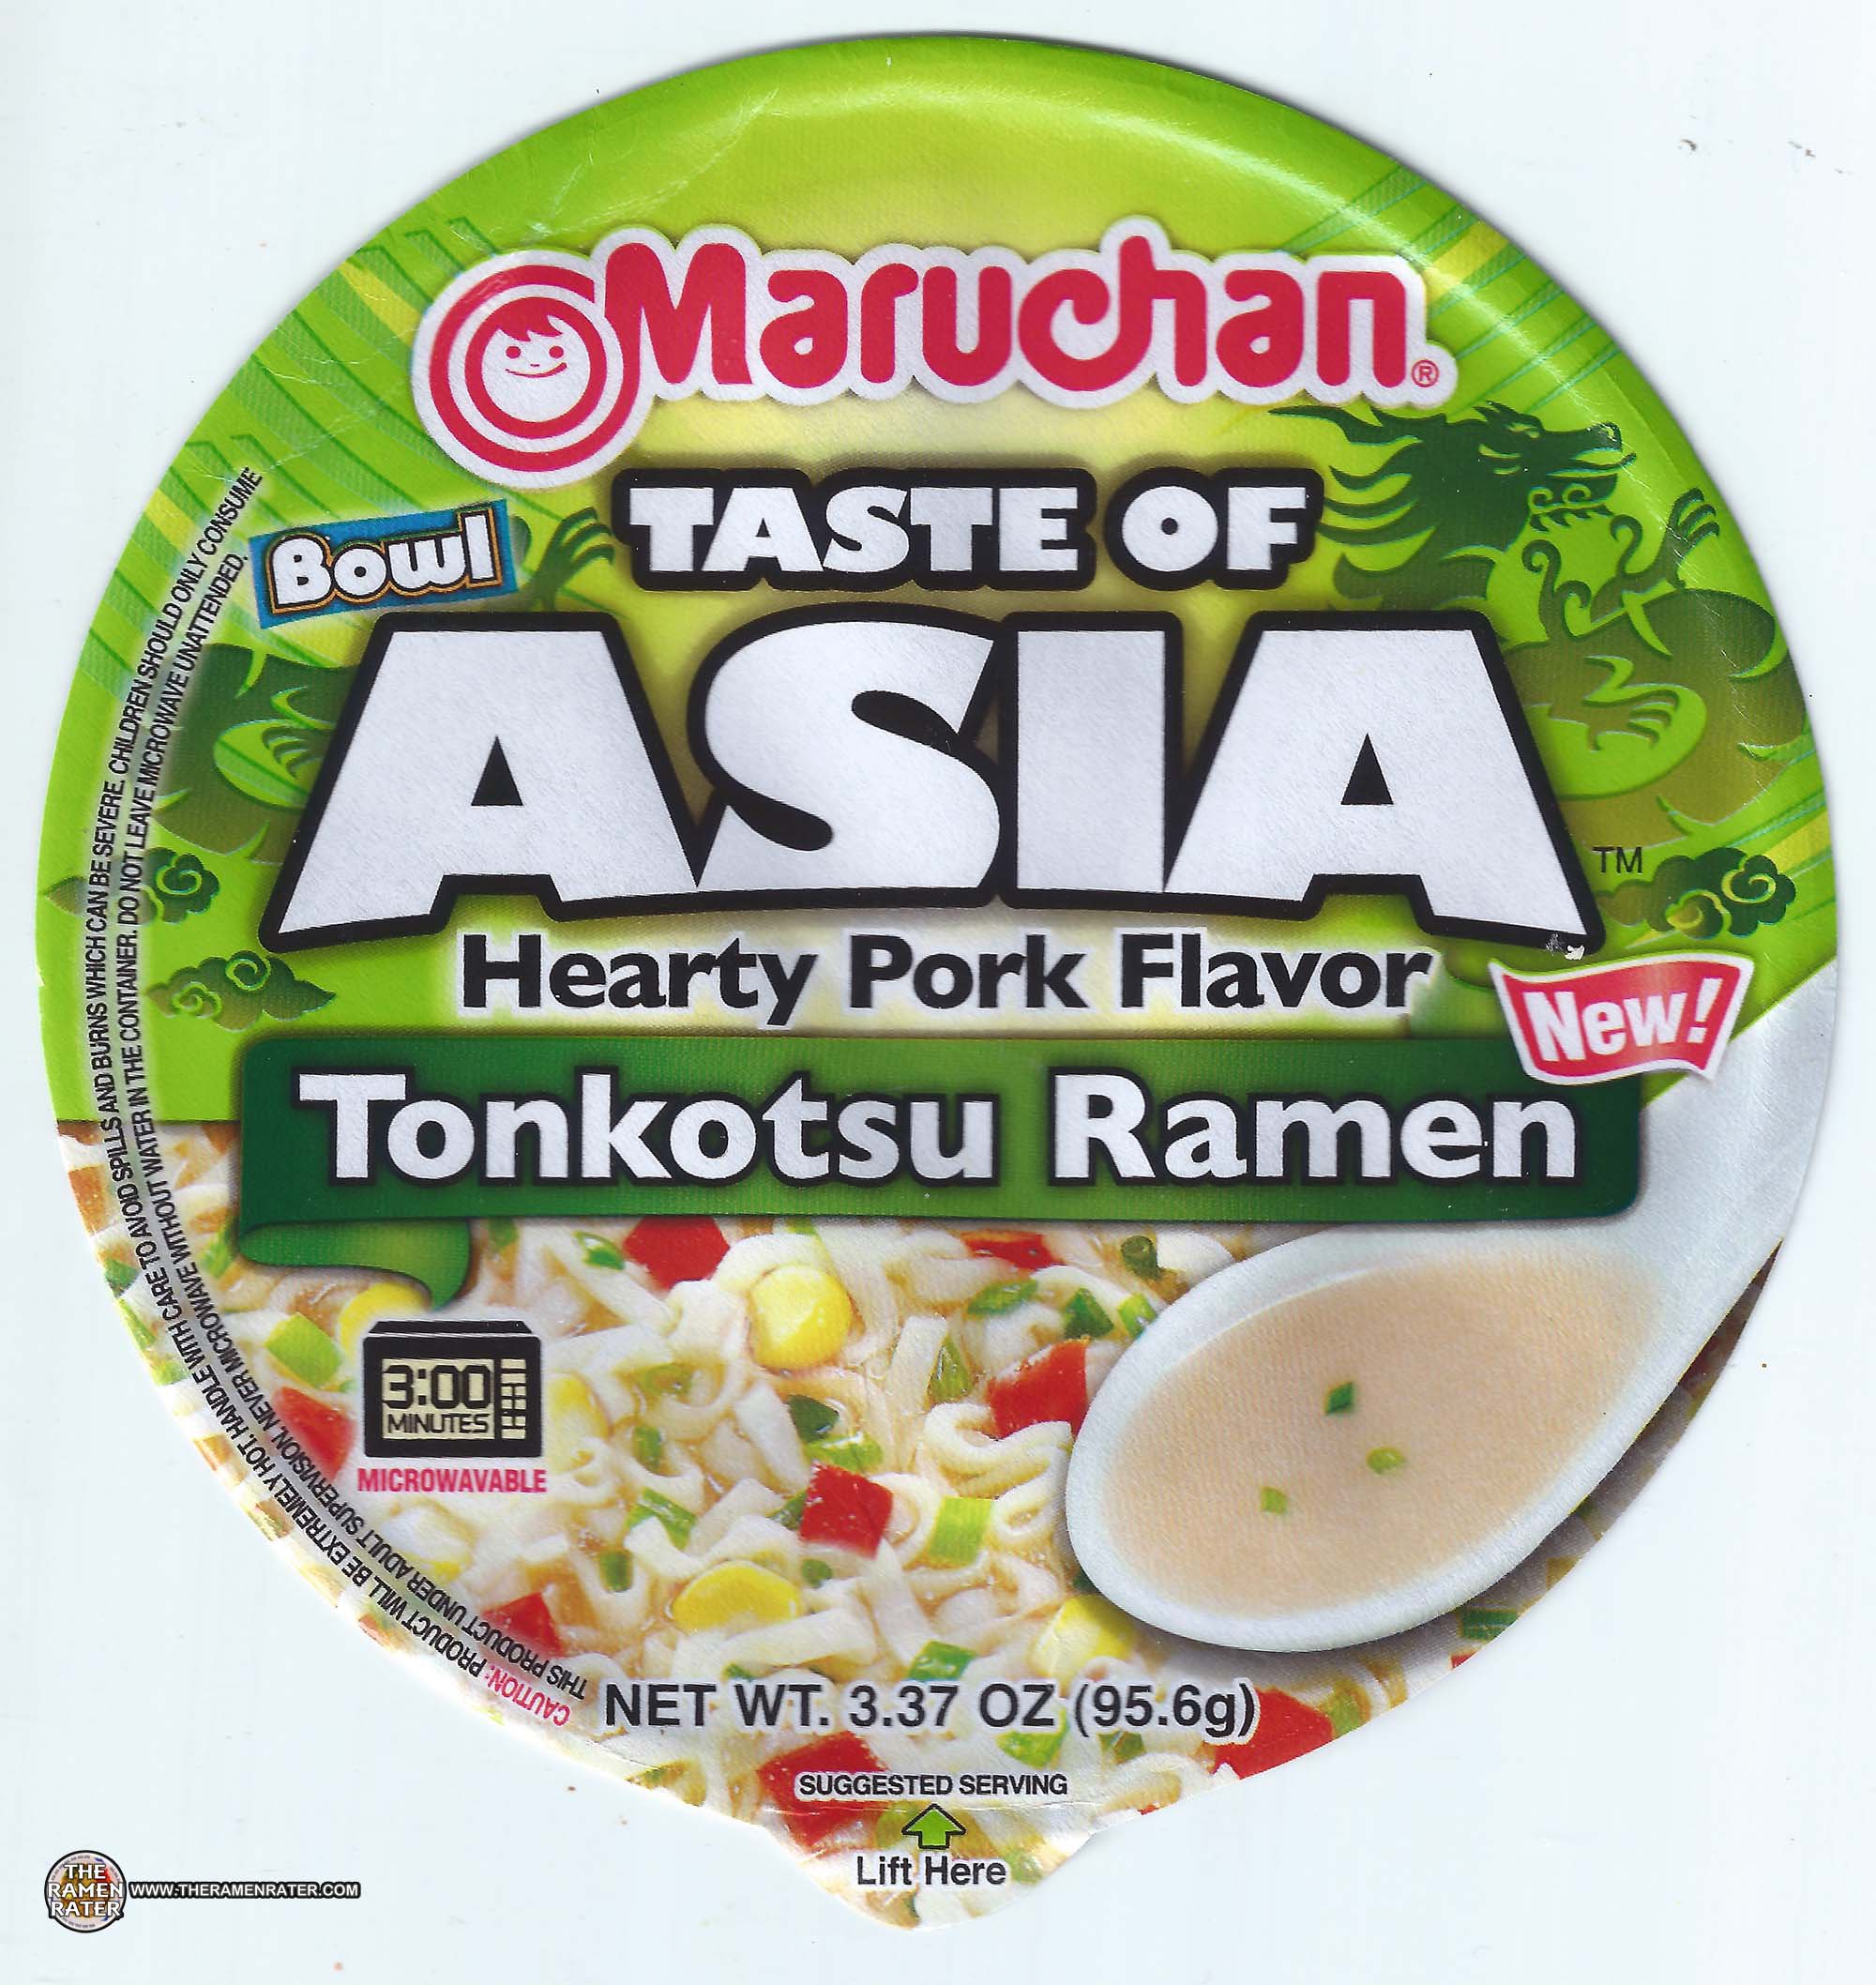 Maruchan®
TASTE OF
Bowl
ASIA™
Hearty Pork Flavor
New!
Tonkotsu Ramen
3:00
MINUTES
MICROWAVABLE
CAUTION: PRODUCT WILL BE EXTREMELY HOT, HANDLE WITH CARE TO AVOID SPILLS AND BURNS WHICH CAN BE SEVERE. CHILDREN SHOULD ONLY CONSUME
THIS PRODUCT UNDER ADULT SUPERVISION. NEVER MICROWAVE WITHOUT WATER IN THE CONTAINER. DO NOT LEAVE MICROWAVE UNATTENDED.
NET WT. 3.37 OZ (95.6g)
SUGGESTED SERVING
Lift Here
THE
RAMEN
RATER
WWW.THERAMENRATER.COM